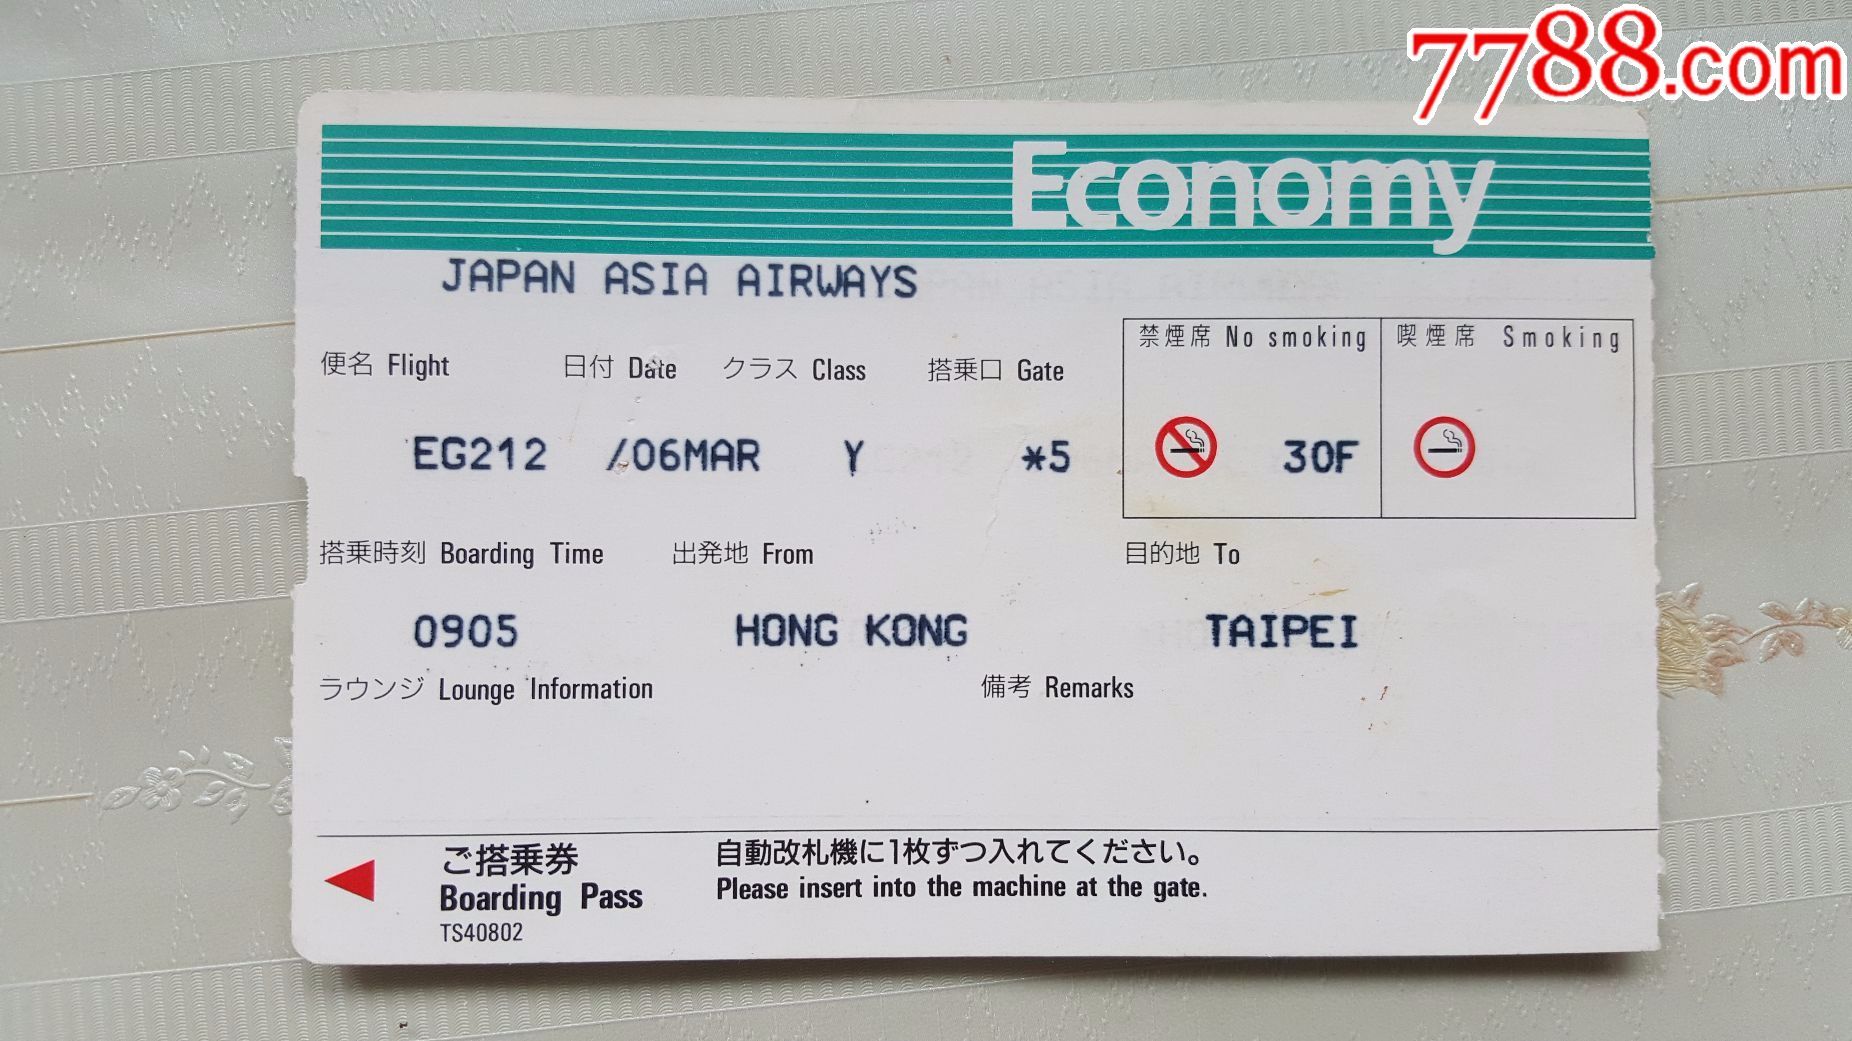 7788.com
Economy
JAPAN ASIA AIRWAYS
便名 Flight 日付 Date クラス Class 搭乗口 Gate 禁煙席 No smoking 喫煙席 Smoking
EG212 /06MAR Y *5 30F
搭乗時刻 Boarding Time 出発地 From 目的地 To
0905 HONG KONG TAIPEI
ラウンジ Lounge Information 備考 Remarks
ご搭乗券 自動改札機に1枚ずつ入れてください。
Boarding Pass Please insert into the machine at the gate.
TS40802